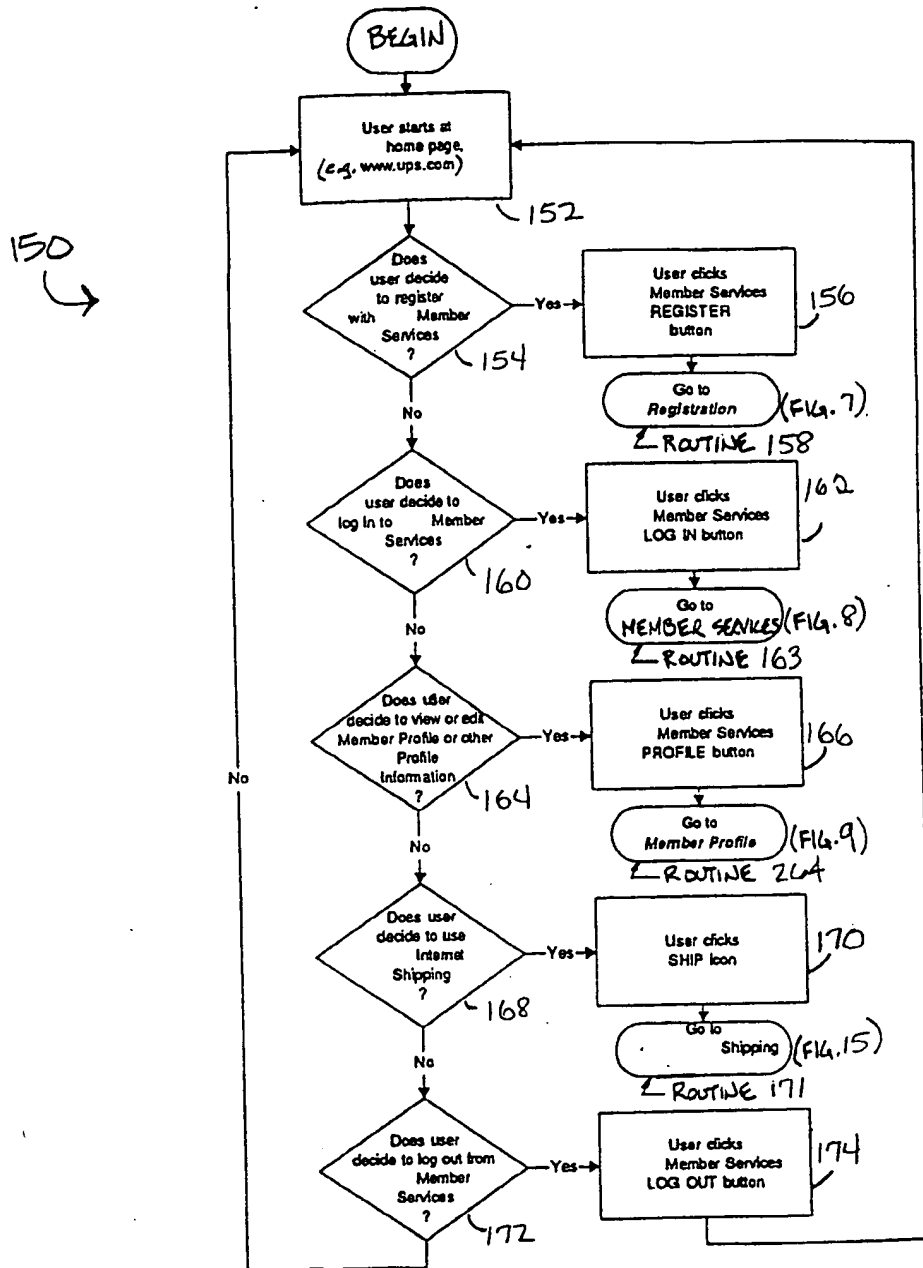 BEGIN
User starts at
home page.
(e.g. www.ups.com)
152
150
Does
user decide
to register
with Member
Services
?
154
Yes
User clicks
Member Services
REGISTER
button
156
No
Go to
Registration
(FIG. 7)
ROUTINE 158
Does
user decide to
log in to Member
Services
?
160
Yes
User clicks
Member Services
LOG IN button
162
No
Go to
MEMBER SERVICES
(FIG. 8)
ROUTINE 163
Does user
decide to view or edit
Member Profile or other
Profile
Information
?
164
Yes
User clicks
Member Services
PROFILE button
166
No
No
Go to
Member Profile
(FIG. 9)
ROUTINE 264
Does user
decide to use
Internet
Shipping
?
168
Yes
User clicks
SHIP icon
170
No
Go to
Shipping
(FIG. 15)
ROUTINE 171
Does user
decide to log out from
Member
Services
?
172
Yes
User clicks
Member Services
LOG OUT button
174